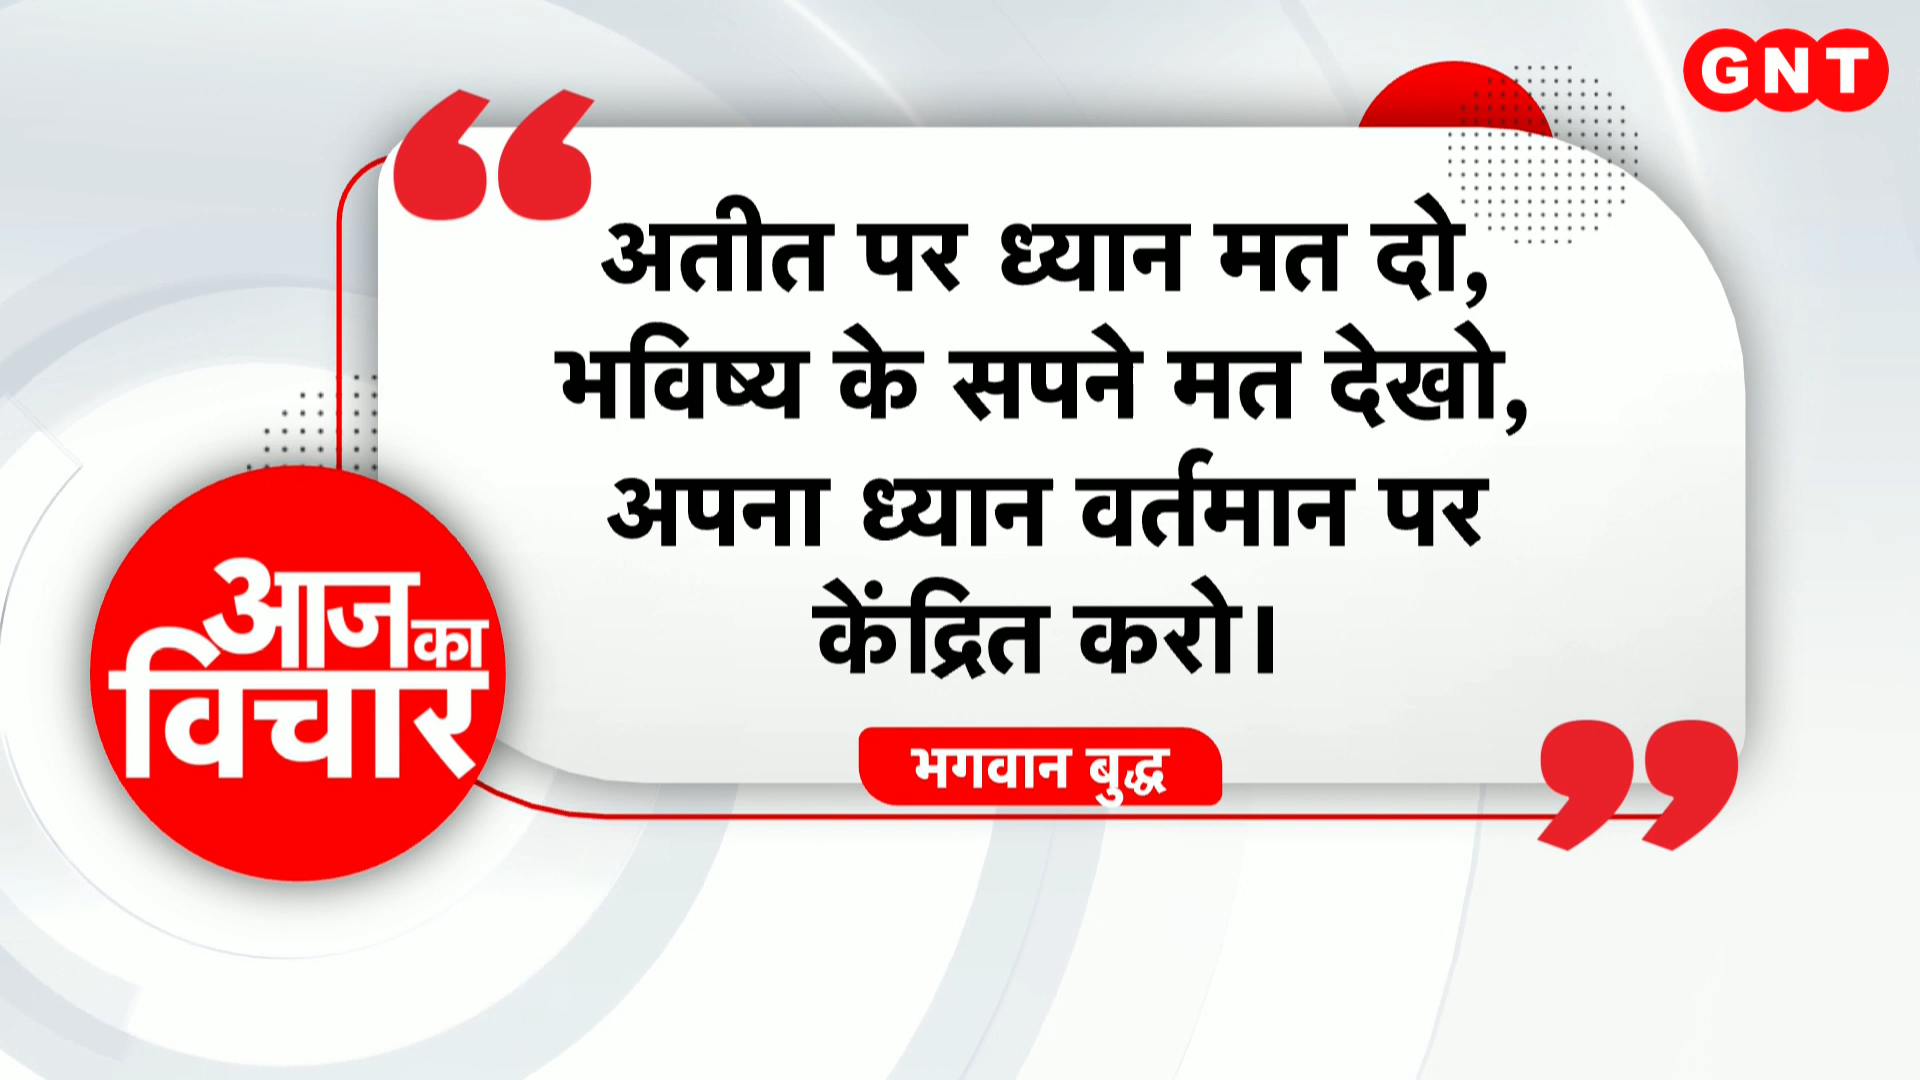 GNT
अतीत पर ध्यान मत दो,
भविष्य के सपने मत देखो,
अपना ध्यान वर्तमान पर
केंद्रित करो।
भगवान बुद्ध
आज का
विचार